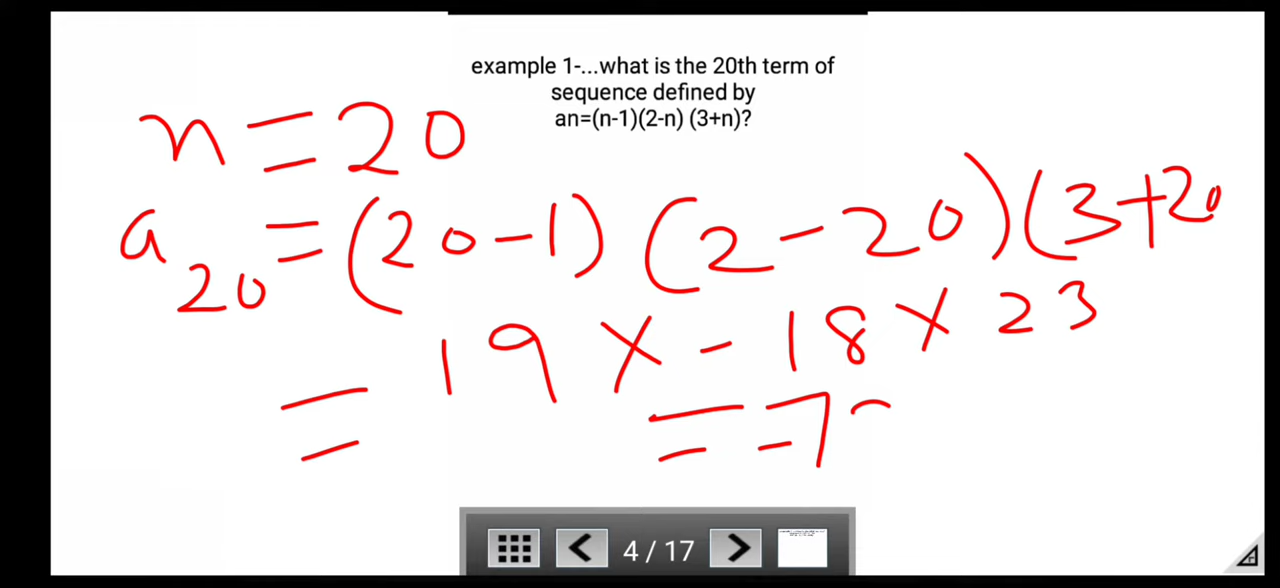 example 1-...what is the 20th term of
sequence defined by
an=(n-1)(2-n) (3+n)?
n = 20
a20 = (20-1) (2-20) (3+20
= 19 x -18 x 23
= -7
4 / 17